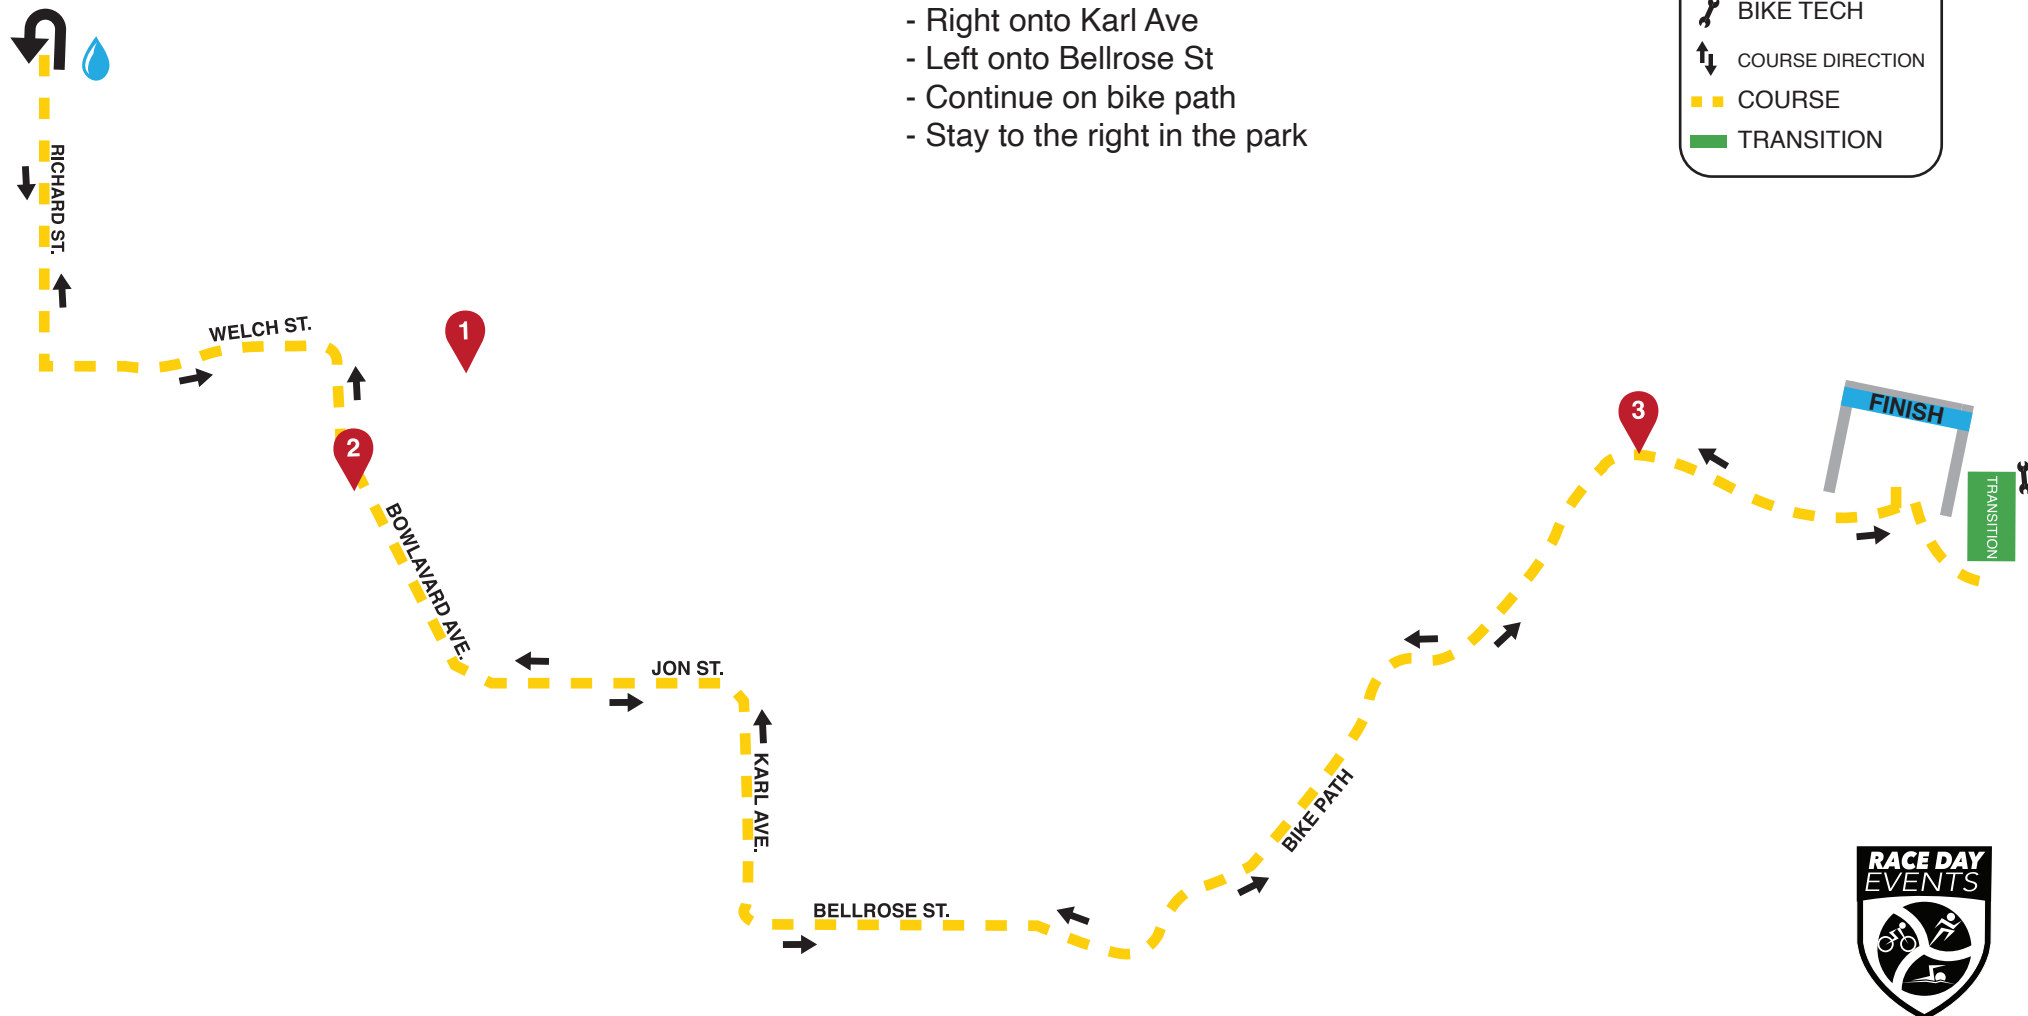 - Right onto Karl Ave
- Left onto Bellrose St
- Continue on bike path
- Stay to the right in the park
BIKE TECH
COURSE DIRECTION
COURSE
TRANSITION
RICHARD ST.
WELCH ST.
1
2
3
FINISH
TRANSITION
BOWLAVARD AVE.
JON ST.
KARL AVE.
BIKE PATH
BELLROSE ST.
RACE DAY
EVENTS